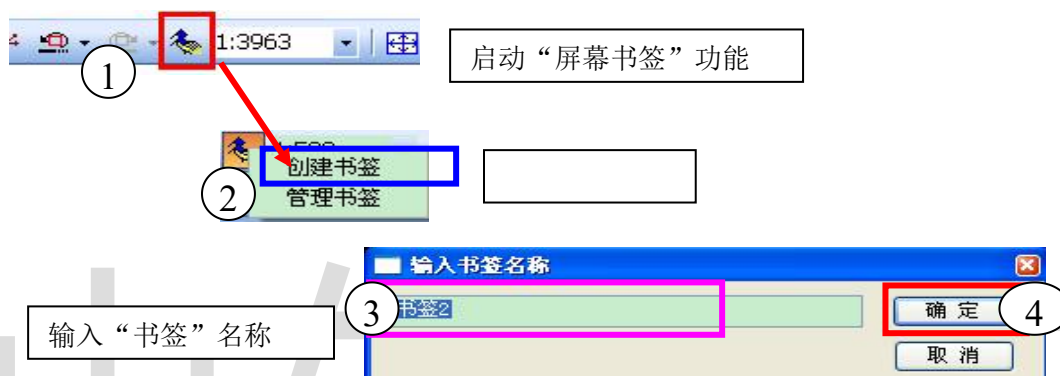 1:3963
启动“屏幕书签”功能
1
创建书签
管理书签
2
输入书签名称
书签2
3
确定
4
输入“书签”名称
取消